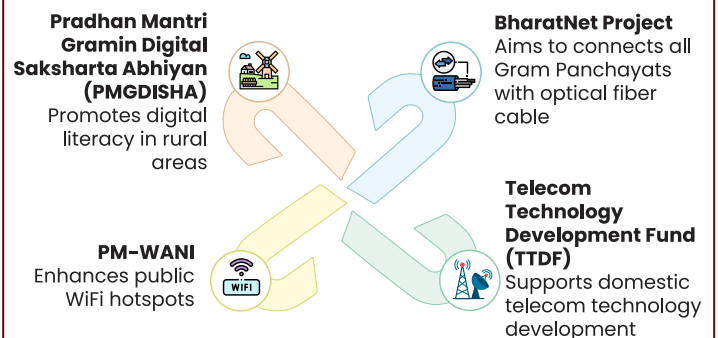 Pradhan Mantri
Gramin Digital
Saksharta Abhiyan
(PMGDISHA)
Promotes digital
literacy in rural
areas
BharatNet Project
Aims to connects all
Gram Panchayats
with optical fiber
cable
PM-WANI
Enhances public
WiFi hotspots
WIFI
Telecom
Technology
Development Fund
(TTDF)
Supports domestic
telecom technology
development